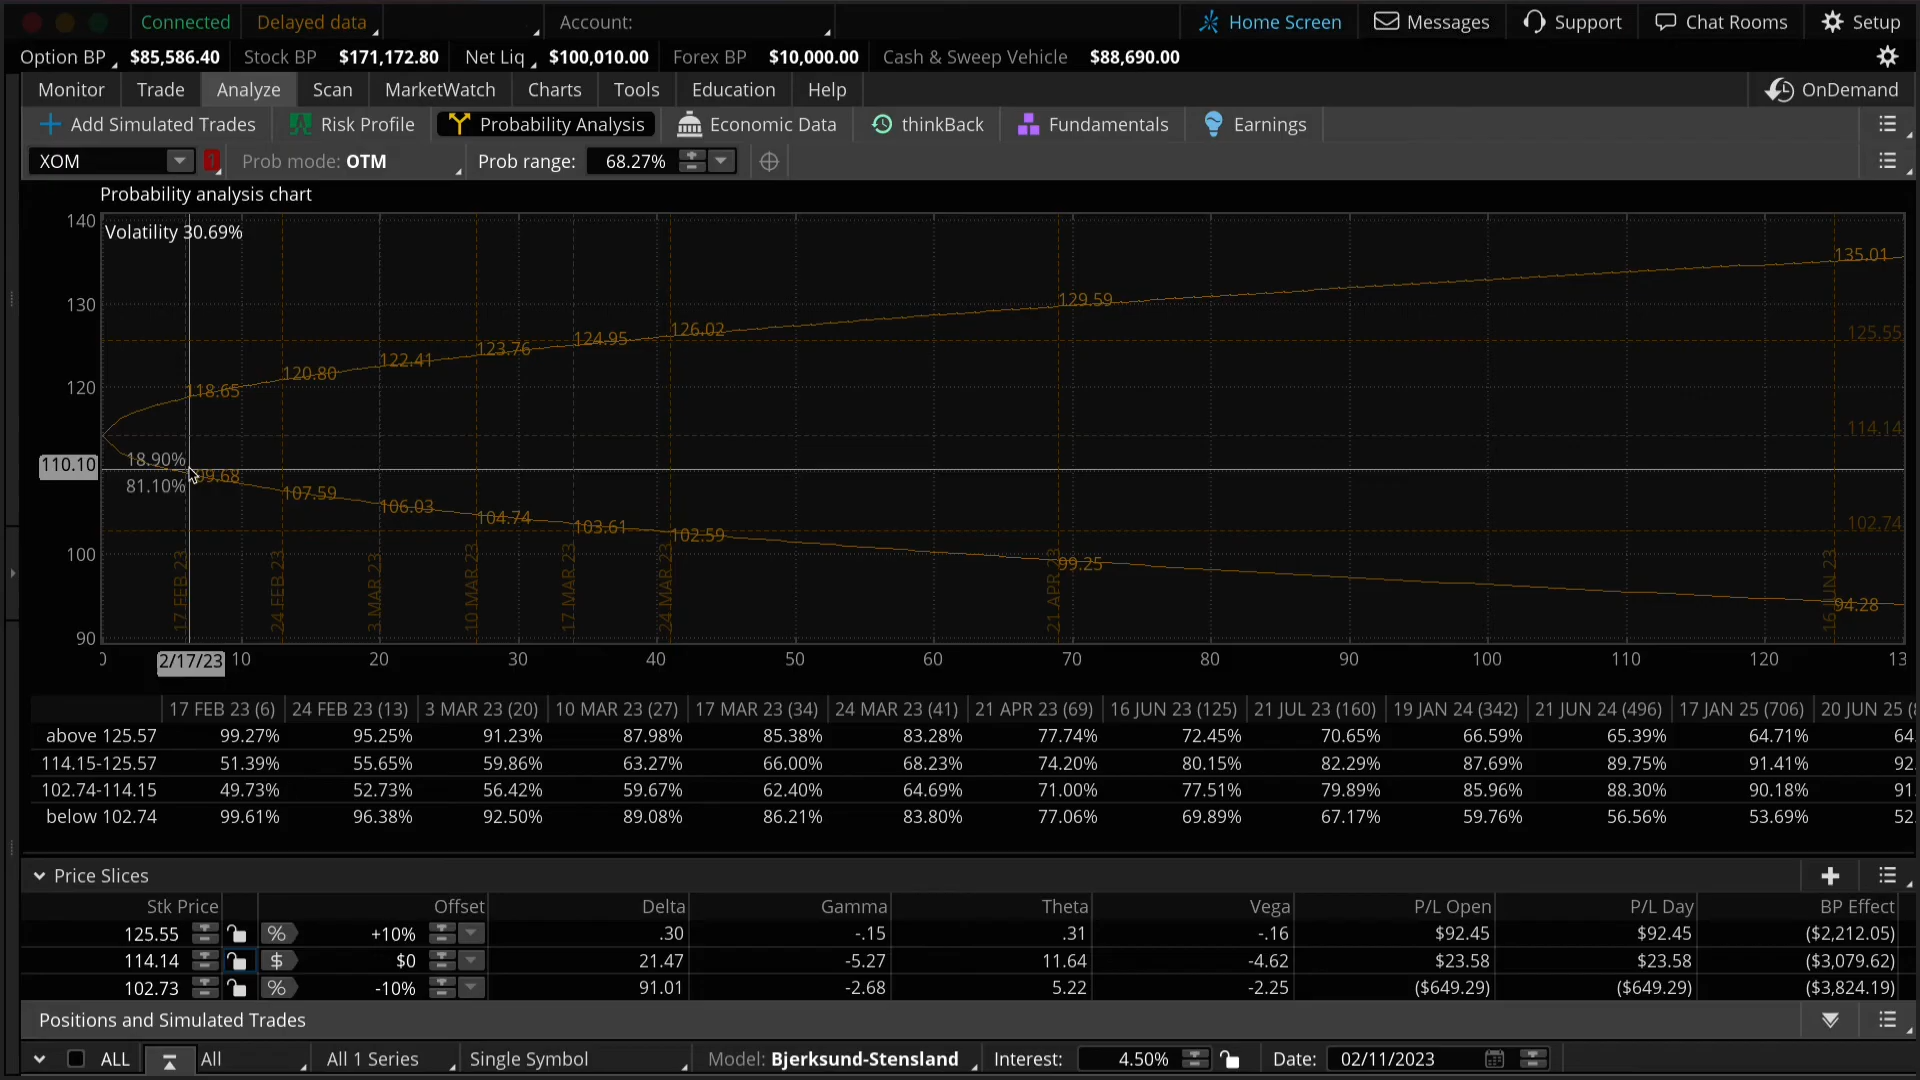 Connected Delayed data Account: Home Screen Messages Support Chat Rooms Setup
Option BP $85,586.40 Stock BP $171,172.80 Net Liq $100,010.00 Forex BP $10,000.00 Cash & Sweep Vehicle $88,690.00
Monitor Trade Analyze Scan MarketWatch Charts Tools Education Help OnDemand
Add Simulated Trades Risk Profile Probability Analysis Economic Data thinkBack Fundamentals Earnings
XOM 1 Prob mode: OTM Prob range: 68.27%
Probability analysis chart
140
Volatility 30.69%
135.01
130
129.59
125.55
126.02
124.95
123.76
122.41
120.80
120
118.65
114.14
110.10
18.90%
81.10%
107.59
106.03
104.74
103.61
102.59
102.74
100
99.25
94.28
90
17 FEB 23
24 FEB 23
3 MAR 23
10 MAR 23
17 MAR 23
24 MAR 23
21 APR 23
0 2/17/23 10 20 30 40 50 60 70 80 90 100 110 120 13
17 FEB 23 (6) 24 FEB 23 (13) 3 MAR 23 (20) 10 MAR 23 (27) 17 MAR 23 (34) 24 MAR 23 (41) 21 APR 23 (69) 16 JUN 23 (125) 21 JUL 23 (160) 19 JAN 24 (342) 21 JUN 24 (496) 17 JAN 25 (706) 20 JUN 25 (
above 125.57 99.27% 95.25% 91.23% 87.98% 85.38% 83.28% 77.74% 72.45% 70.65% 66.59% 65.39% 64.71% 64.
114.15-125.57 51.39% 55.65% 59.86% 63.27% 66.00% 68.23% 74.20% 80.15% 82.29% 87.69% 89.75% 91.41% 92.
102.74-114.15 49.73% 52.73% 56.42% 59.67% 62.40% 64.69% 71.00% 77.51% 79.89% 85.96% 88.30% 90.18% 91.
below 102.74 99.61% 96.38% 92.50% 89.08% 86.21% 83.80% 77.06% 69.89% 67.17% 59.76% 56.56% 53.69% 52.
Price Slices
Stk Price Offset Delta Gamma Theta Vega P/L Open P/L Day BP Effect
125.55 % +10% .30 -.15 .31 -.16 $92.45 $92.45 ($2,212.05)
114.14 $ $0 21.47 -5.27 11.64 -4.62 $23.58 $23.58 ($3,079.62)
102.73 % -10% 91.01 -2.68 5.22 -2.25 ($649.29) ($649.29) ($3,824.19)
Positions and Simulated Trades
ALL All All 1 Series Single Symbol Model: Bjerksund-Stensland Interest: 4.50% Date: 02/11/2023